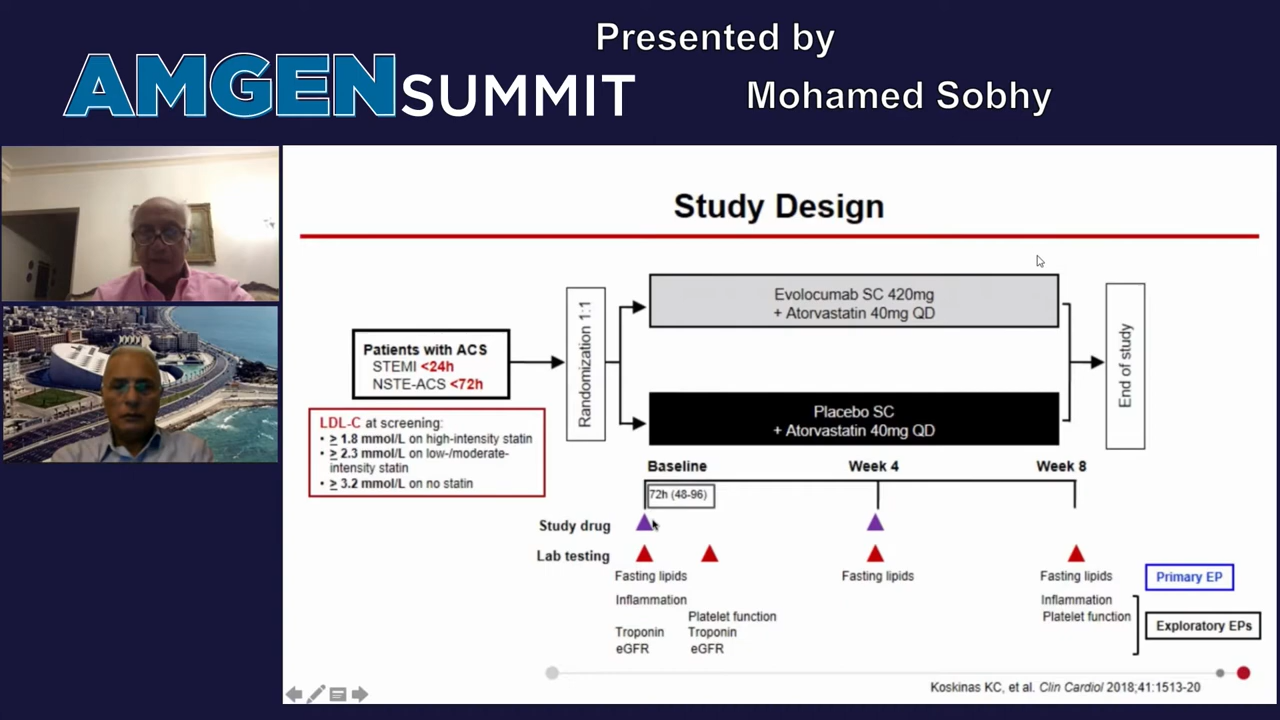 Presented by
AMGEN SUMMIT
Mohamed Sobhy
Study Design
Evolocumab SC 420mg
+ Atorvastatin 40mg QD
Randomization 1:1
End of study
Patients with ACS
STEMI <24h
NSTE-ACS <72h
Placebo SC
+ Atorvastatin 40mg QD
LDL-C at screening:
• ≥ 1.8 mmol/L on high-intensity statin
• ≥ 2.3 mmol/L on low-/moderate-
intensity statin
• ≥ 3.2 mmol/L on no statin
Baseline Week 4 Week 8
72h (48-96)
Study drug
Lab testing
Fasting lipids Fasting lipids Fasting lipids
Primary EP
Inflammation Inflammation
Platelet function Platelet function
Exploratory EPs
Troponin Troponin
eGFR eGFR
Koskinas KC, et al. Clin Cardiol 2018;41:1513-20